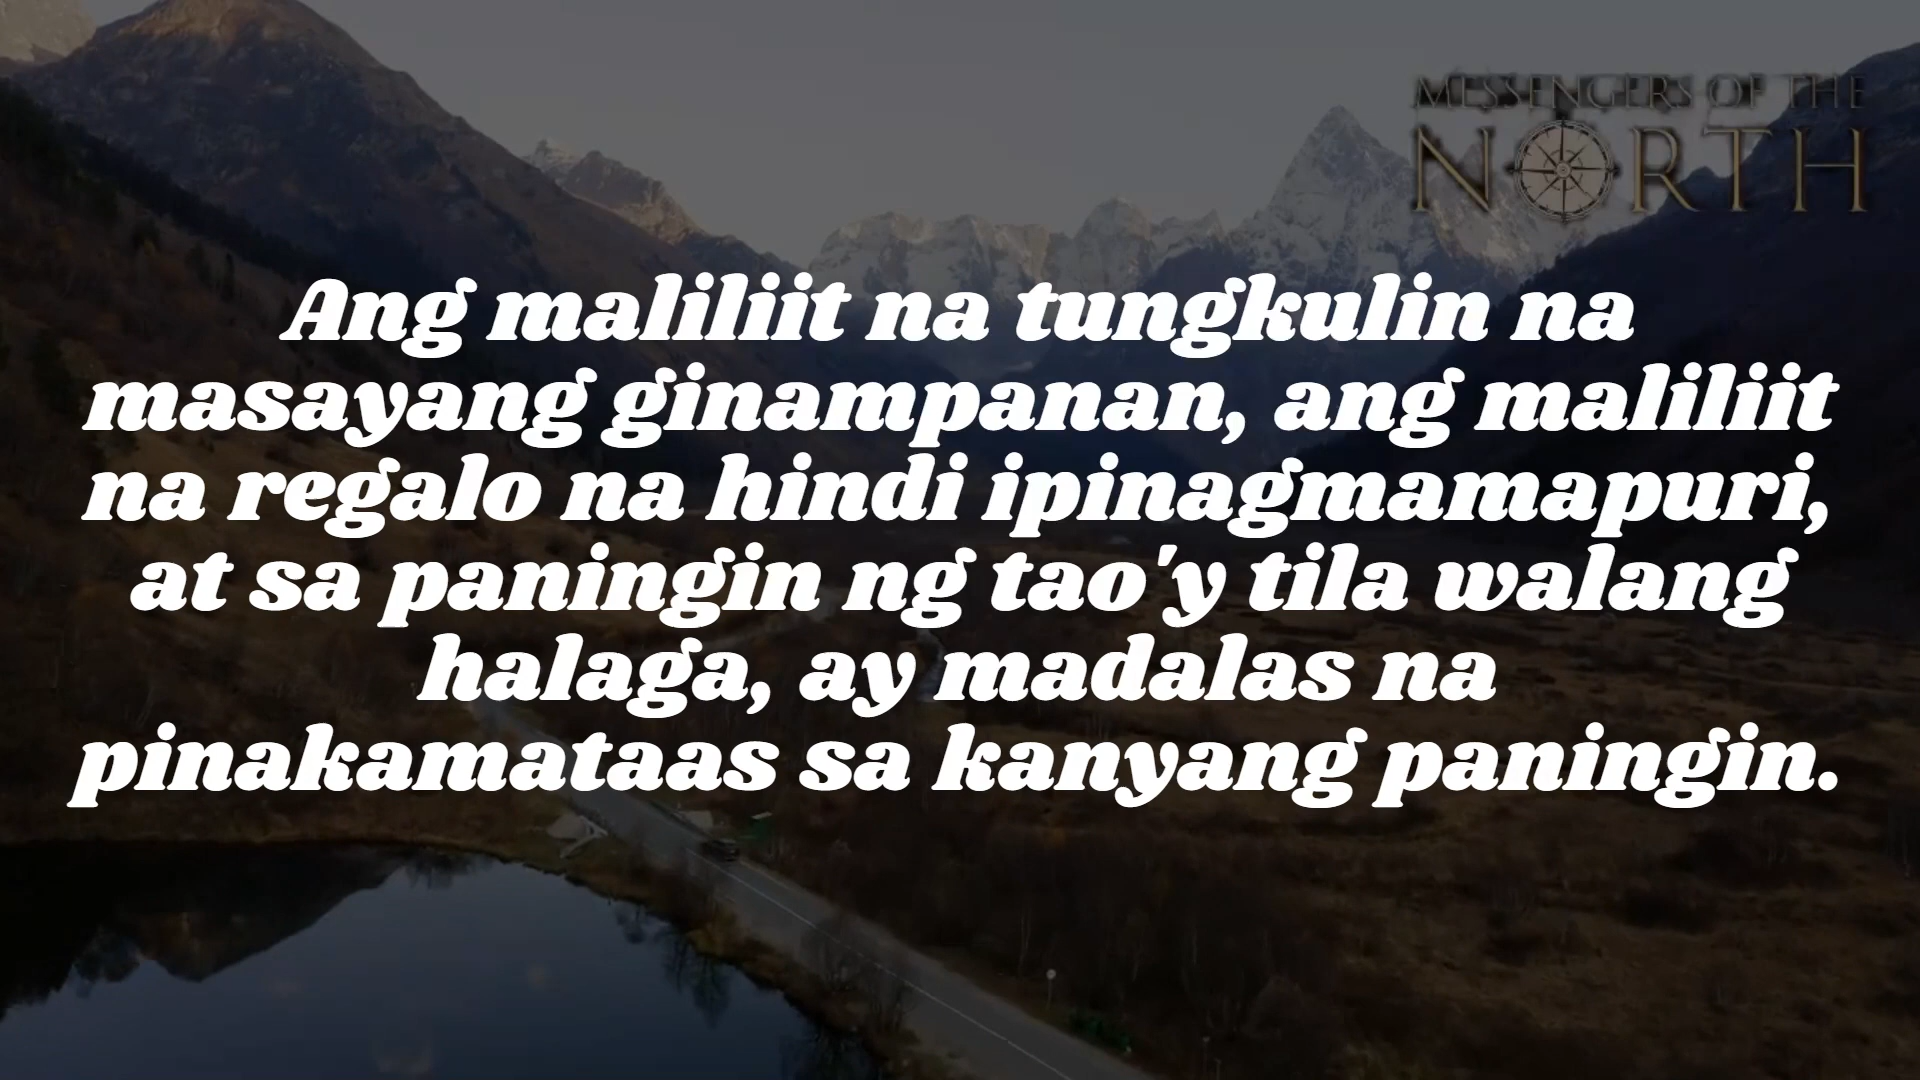 MESSENGERS OF THE
NORTH
Ang maliliit na tungkulin na
masayang ginampanan, ang maliliit
na regalo na hindi ipinagmamapuri,
at sa paningin ng tao'y tila walang
halaga, ay madalas na
pinakamataas sa kanyang paningin.